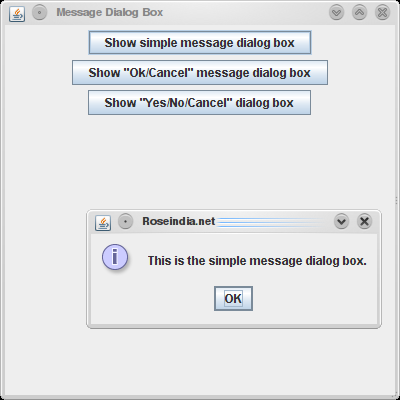 Message Dialog Box
Show simple message dialog box
Show "Ok/Cancel" message dialog box
Show "Yes/No/Cancel" dialog box
Roseindia.net
This is the simple message dialog box.
OK